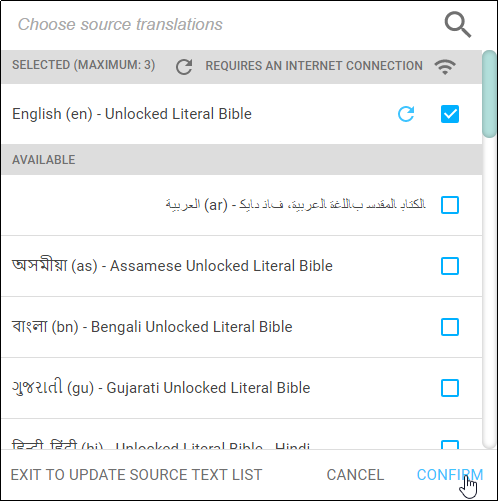 Choose source translations
SELECTED (MAXIMUM: 3) REQUIRES AN INTERNET CONNECTION
English (en) - Unlocked Literal Bible
AVAILABLE
العربية (ar) - الكتاب المقدس باللغة العربية، فان دايك
অসমীয়া (as) - Assamese Unlocked Literal Bible
বাংলা (bn) - Bengali Unlocked Literal Bible
ગુજરાતી (gu) - Gujarati Unlocked Literal Bible
हिन्दी, हिंदी (hi) - Unlocked Literal Bible - Hindi
EXIT TO UPDATE SOURCE TEXT LIST CANCEL CONFIRM